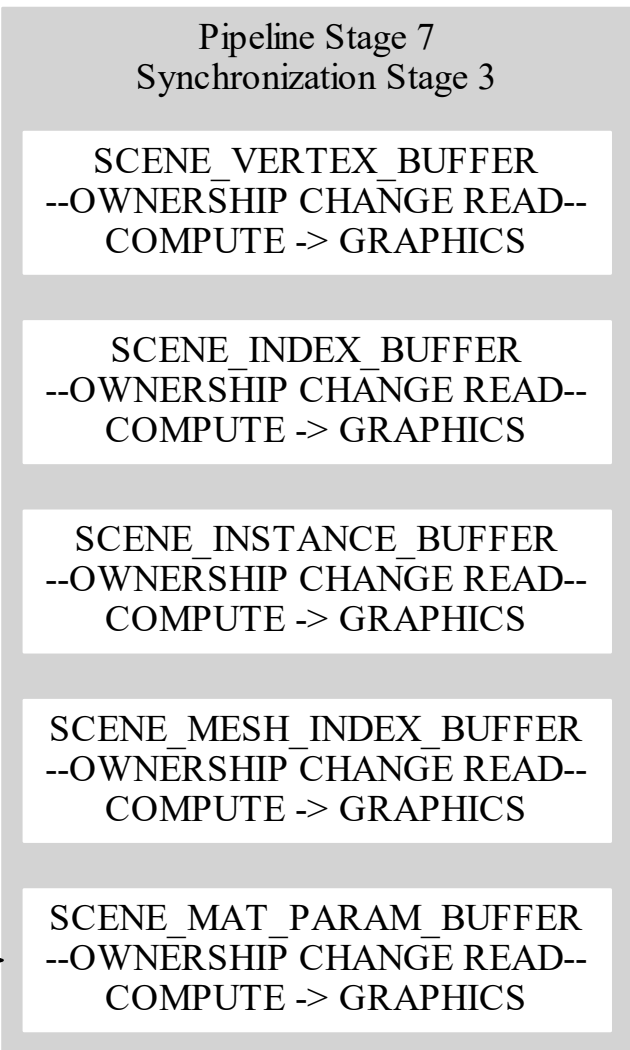 Pipeline Stage 7
Synchronization Stage 3
SCENE_VERTEX_BUFFER
--OWNERSHIP CHANGE READ--
COMPUTE -> GRAPHICS
SCENE_INDEX_BUFFER
--OWNERSHIP CHANGE READ--
COMPUTE -> GRAPHICS
SCENE_INSTANCE_BUFFER
--OWNERSHIP CHANGE READ--
COMPUTE -> GRAPHICS
SCENE_MESH_INDEX_BUFFER
--OWNERSHIP CHANGE READ--
COMPUTE -> GRAPHICS
SCENE_MAT_PARAM_BUFFER
--OWNERSHIP CHANGE READ--
COMPUTE -> GRAPHICS